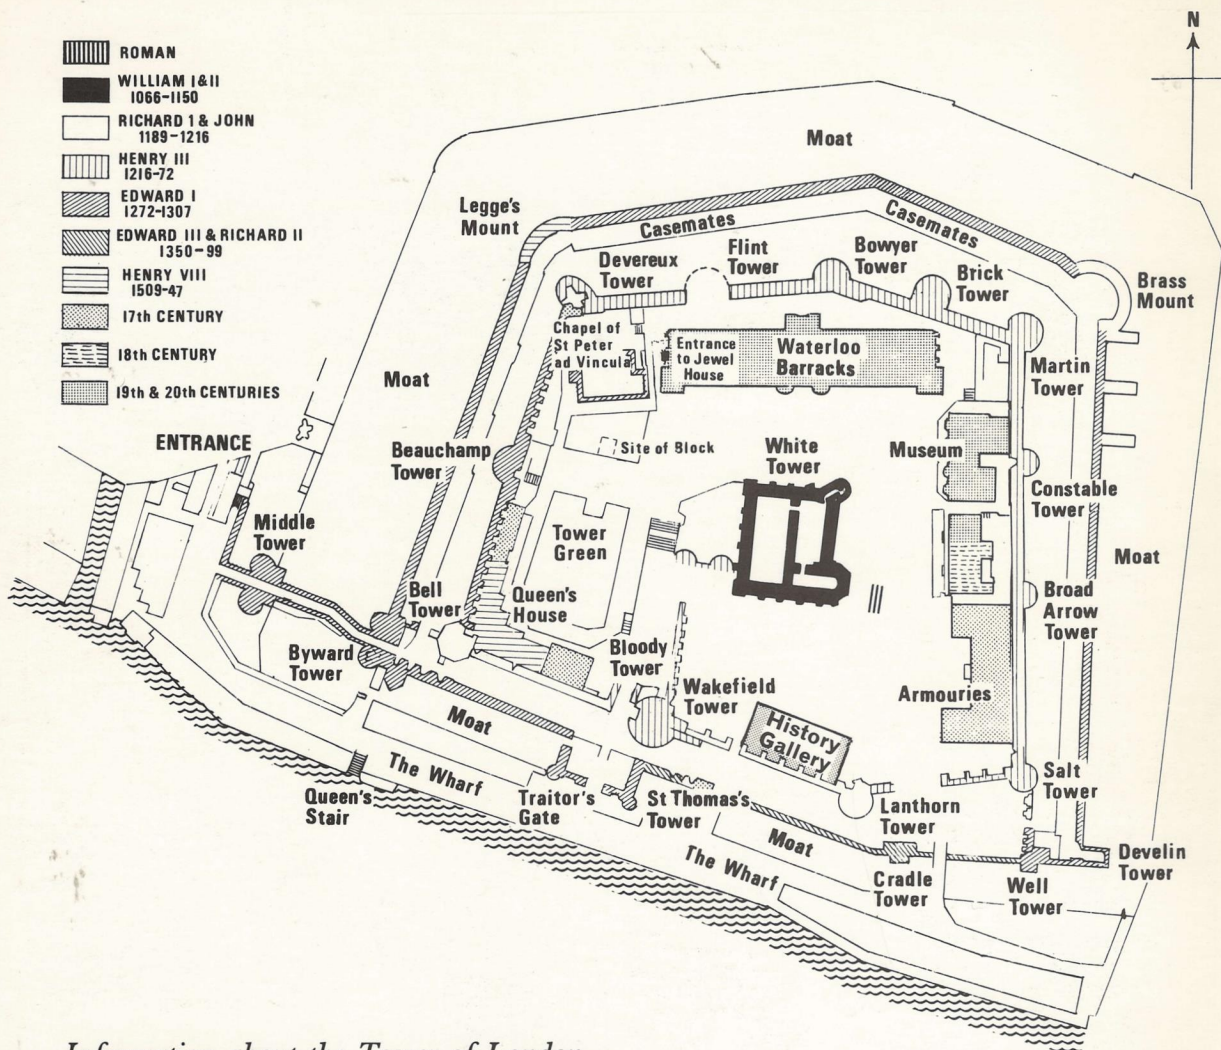 N
ROMAN
WILLIAM I&II
1066-1150
RICHARD 1 & JOHN
1189-1216
HENRY III
1216-72
EDWARD I
1272-1307
EDWARD III & RICHARD II
1350-99
HENRY VIII
1509-47
17th CENTURY
18th CENTURY
19th & 20th CENTURIES
Moat
Legge's
Mount
Casemates
Casemates
Devereux
Tower
Flint
Tower
Bowyer
Tower
Brick
Tower
Brass
Mount
Chapel of
St Peter
ad Vincula
Entrance
to Jewel
House
Waterloo
Barracks
Martin
Tower
Moat
ENTRANCE
Beauchamp
Tower
Site of Block
White
Tower
Museum
Constable
Tower
Middle
Tower
Tower
Green
Moat
Bell
Tower
Queen's
House
Broad
Arrow
Tower
Byward
Tower
Bloody
Tower
Wakefield
Tower
Armouries
Moat
History
Gallery
The Wharf
Queen's
Stair
Traitor's
Gate
St Thomas's
Tower
Salt
Tower
Lanthorn
Tower
Moat
The Wharf
Cradle
Tower
Well
Tower
Develin
Tower